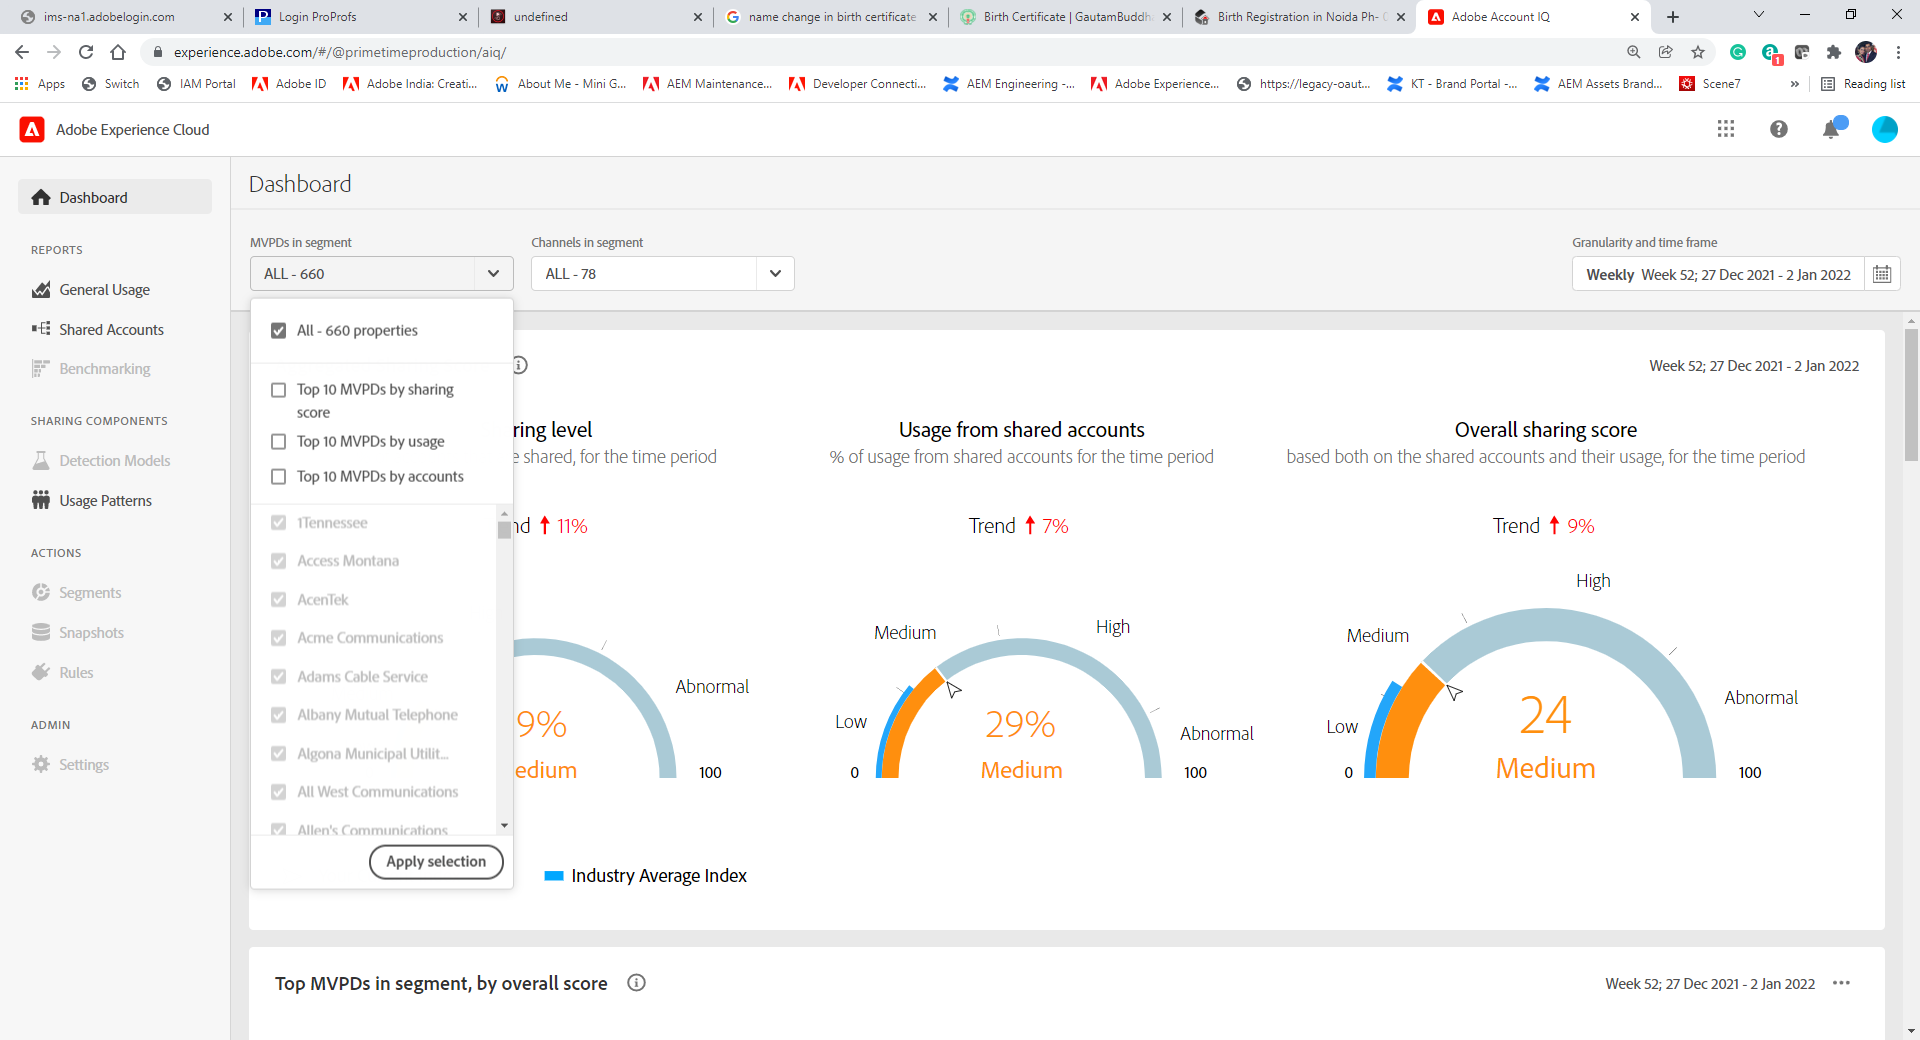 ims-na1.adobelogin.com
Login ProProfs
undefined
name change in birth certificate
Birth Certificate | GautamBuddh
Birth Registration in Noida Ph-
Adobe Account IQ
experience.adobe.com/#/@primetimeproduction/aiq/
1
Apps
Switch
IAM Portal
Adobe ID
Adobe India: Creati...
About Me - Mini G...
AEM Maintenance...
Developer Connecti...
AEM Engineering -...
Adobe Experience...
https://legacy-oaut...
KT - Brand Portal -...
AEM Assets Brand...
Scene7
»
Reading list
Adobe Experience Cloud
Dashboard
REPORTS
General Usage
Shared Accounts
Benchmarking
SHARING COMPONENTS
Detection Models
Usage Patterns
ACTIONS
Segments
Snapshots
Rules
ADMIN
Settings
Dashboard
MVPDs in segment
ALL - 660
Channels in segment
ALL - 78
Granularity and time frame
Weekly Week 52; 27 Dec 2021 - 2 Jan 2022
All - 660 properties
Top 10 MVPDs by sharing
score
Top 10 MVPDs by usage
Top 10 MVPDs by accounts
1Tennessee
Access Montana
AcenTek
Acme Communications
Adams Cable Service
Albany Mutual Telephone
Algona Municipal Utilit...
All West Communications
Allen's Communications
Apply selection
Week 52; 27 Dec 2021 - 2 Jan 2022
ring level
e shared, for the time period
nd 11%
Abnormal
9%
edium
100
Usage from shared accounts
% of usage from shared accounts for the time period
Trend 7%
Medium
High
Low
Abnormal
29%
Medium
0
100
Overall sharing score
based both on the shared accounts and their usage, for the time period
Trend 9%
High
Medium
Low
Abnormal
24
Medium
0
100
Industry Average Index
Top MVPDs in segment, by overall score
Week 52; 27 Dec 2021 - 2 Jan 2022